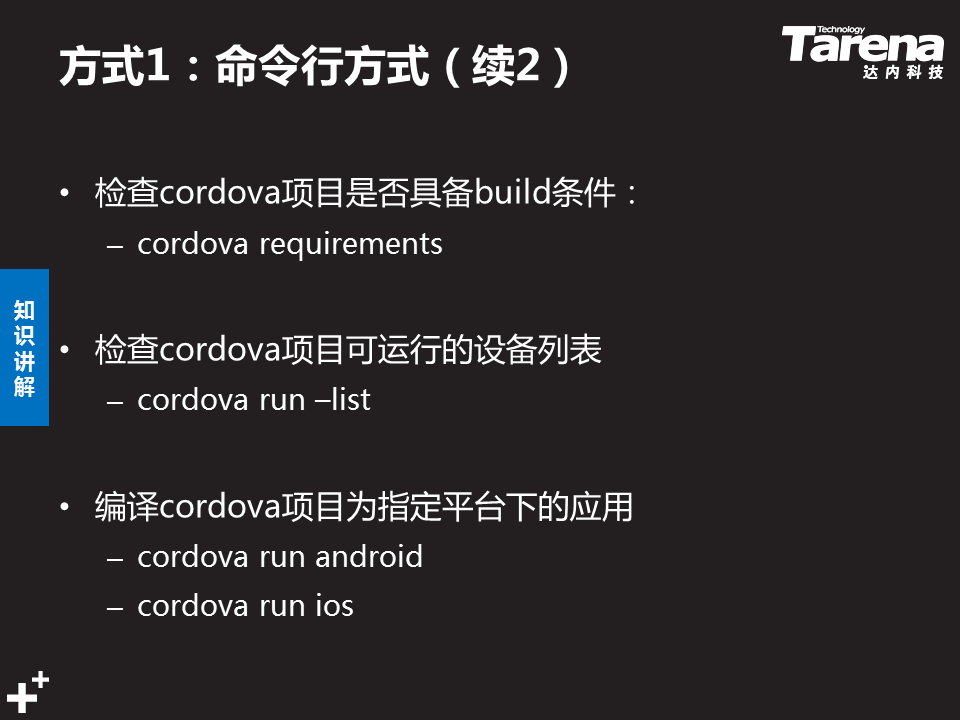 方式1：命令行方式（续2）
Technology
Tarena
达内科技
• 检查cordova项目是否具备build条件：
– cordova requirements
知识讲解
• 检查cordova项目可运行的设备列表
– cordova run –list
• 编译cordova项目为指定平台下的应用
– cordova run android
– cordova run ios